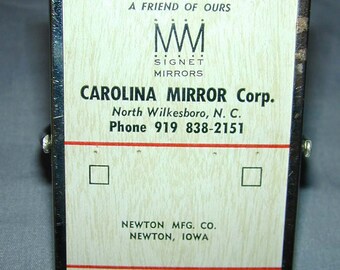 A FRIEND OF OURS
MM
SIGNET
MIRRORS
CAROLINA MIRROR Corp.
North Wilkesboro, N. C.
Phone 919 838-2151
NEWTON MFG. CO.
NEWTON, IOWA